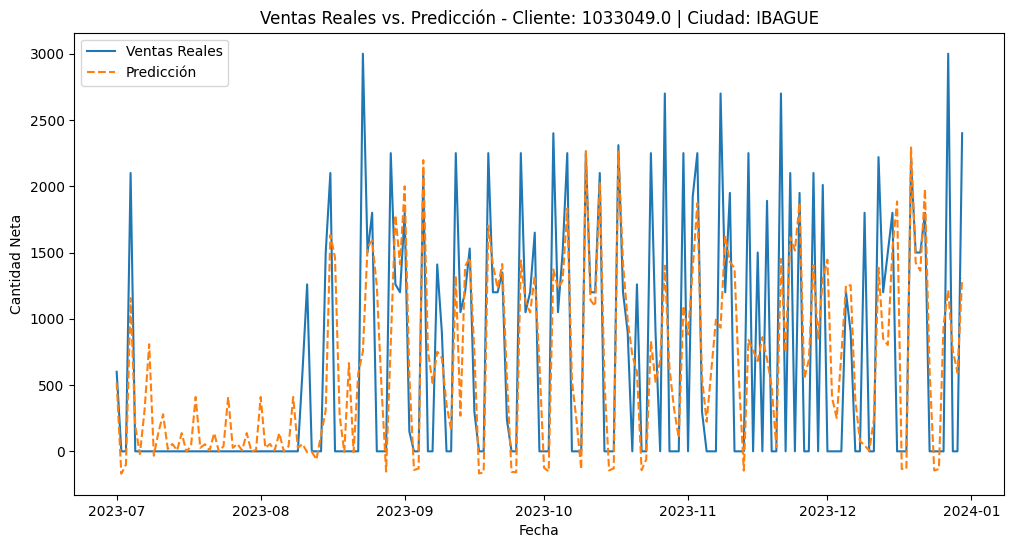 Ventas Reales vs. Predicción - Cliente: 1033049.0 | Ciudad: IBAGUE
Ventas Reales
Predicción
Cantidad Neta
3000
2500
2000
1500
1000
500
0
2023-07
2023-08
2023-09
2023-10
2023-11
2023-12
2024-01
Fecha